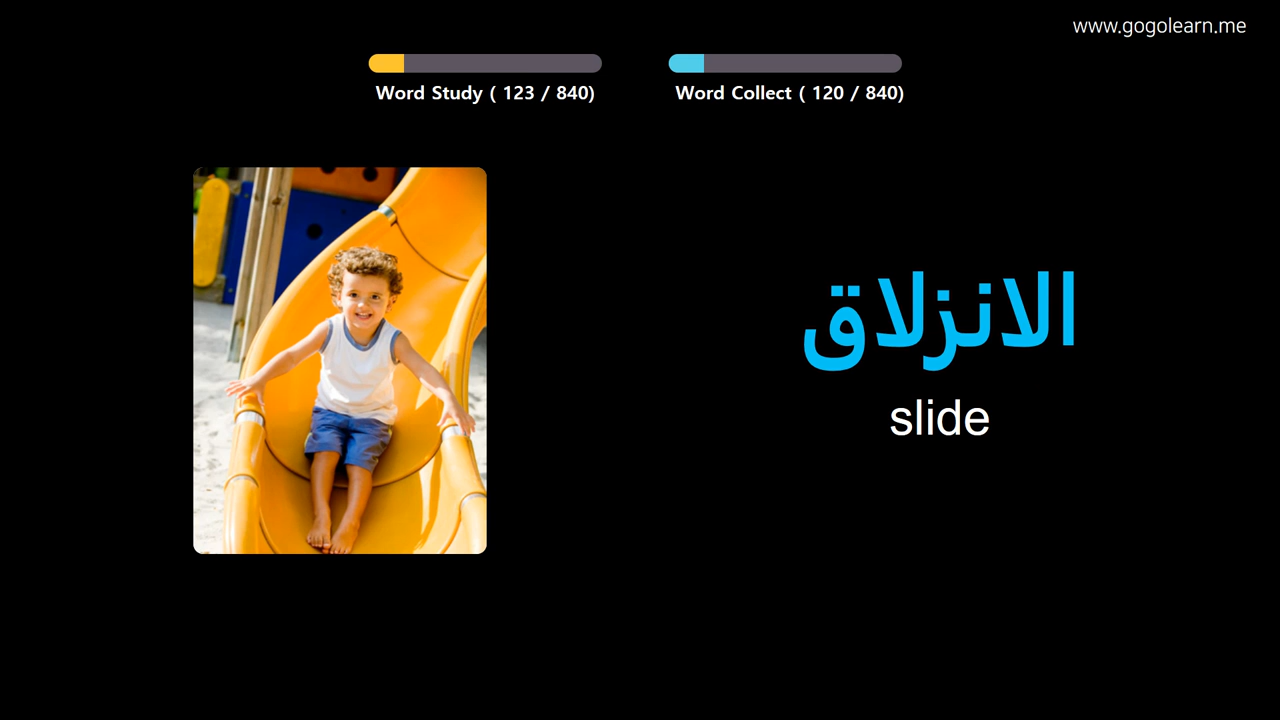 www.gogolearn.me
Word Study ( 123 / 840)
Word Collect ( 120 / 840)
الانزلاق
slide